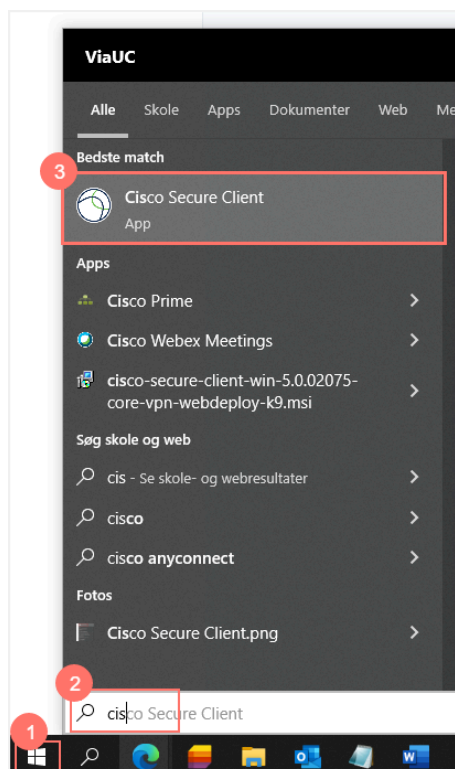 ViaUC
Alle Skole Apps Dokumenter Web Me
Bedste match
3
Cisco Secure Client
App
Apps
Cisco Prime
Cisco Webex Meetings
cisco-secure-client-win-5.0.02075-
core-vpn-webdeploy-k9.msi
Søg skole og web
cis - Se skole- og webresultater
cisco
cisco anyconnect
Fotos
Cisco Secure Client.png
2
cisco Secure Client
1